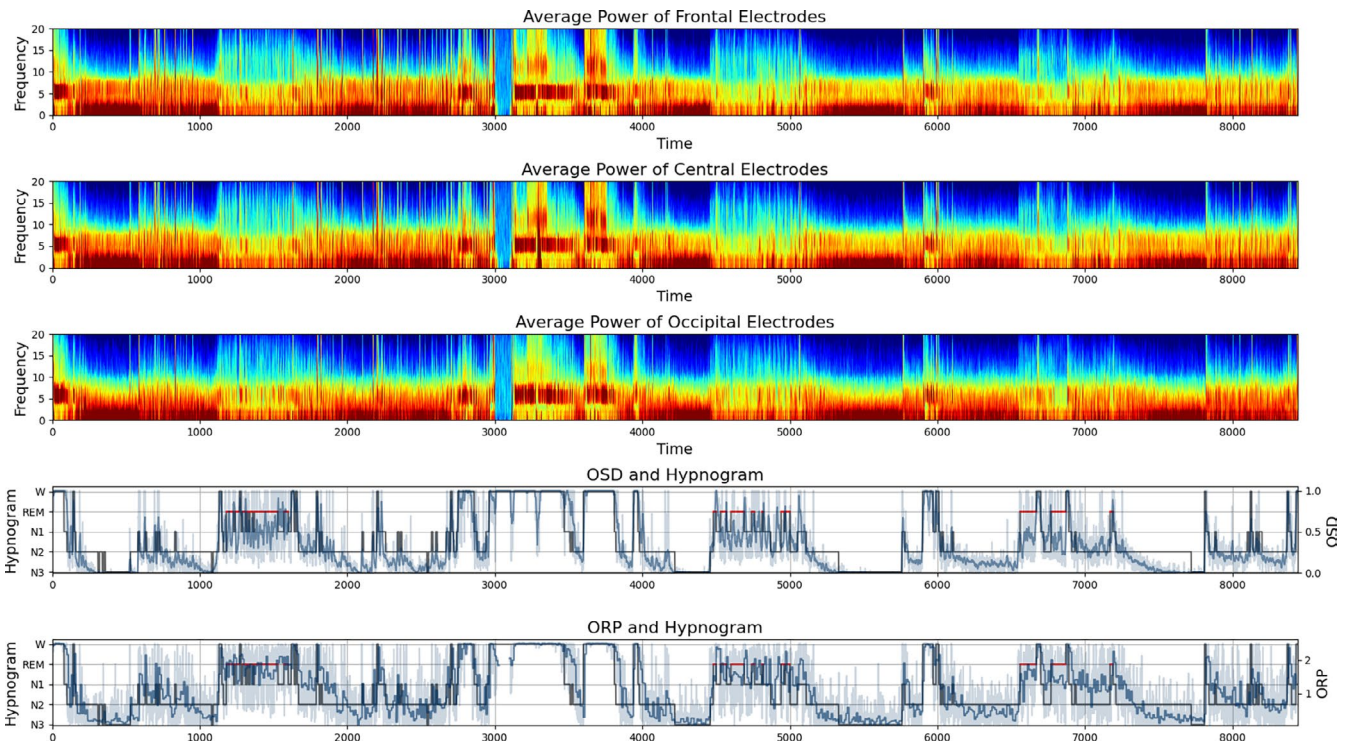 Average Power of Frontal Electrodes
20
15
10
5
0
Frequency
0 1000 2000 3000 4000 5000 6000 7000 8000
Time
Average Power of Central Electrodes
20
15
10
5
0
Frequency
0 1000 2000 3000 4000 5000 6000 7000 8000
Time
Average Power of Occipital Electrodes
20
15
10
5
0
Frequency
0 1000 2000 3000 4000 5000 6000 7000 8000
Time
OSD and Hypnogram
W 1.0
REM
N1 0.5
N2
N3 0.0
Hypnogram
OSD
0 1000 2000 3000 4000 5000 6000 7000 8000
ORP and Hypnogram
W
REM 2
N1
N2 1
N3
Hypnogram
ORP
0 1000 2000 3000 4000 5000 6000 7000 8000